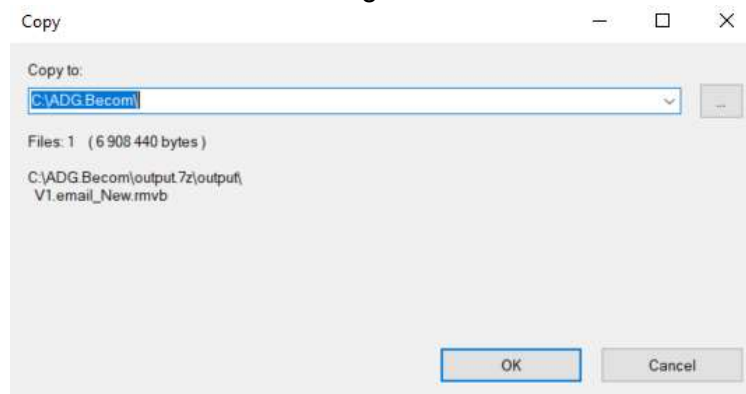 Copy
Copy to:
C:\ADG.Becom\
...
Files: 1 ( 6 908 440 bytes )
C:\ADG.Becom\output.7z\output\
V1.email_New.rmvb
OK
Cancel